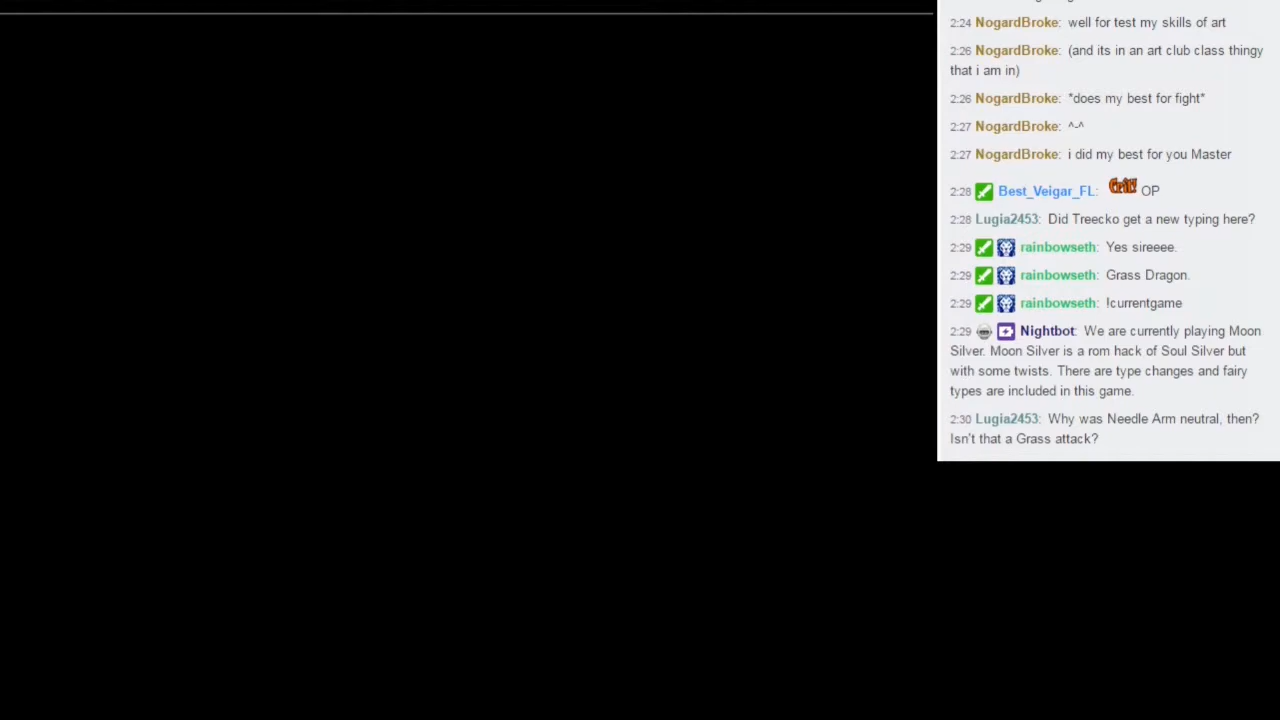 2:24 NogardBroke: well for test my skills of art
2:26 NogardBroke: (and its in an art club class thingy
that i am in)
2:26 NogardBroke: *does my best for fight*
2:27 NogardBroke: ^-^
2:27 NogardBroke: i did my best for you Master
2:28 Best_Veigar_FL: Crit! OP
2:28 Lugia2453: Did Treecko get a new typing here?
2:29 rainbowseth: Yes sireeee.
2:29 rainbowseth: Grass Dragon.
2:29 rainbowseth: !currentgame
2:29 Nightbot: We are currently playing Moon
Silver. Moon Silver is a rom hack of Soul Silver but
with some twists. There are type changes and fairy
types are included in this game.
2:30 Lugia2453: Why was Needle Arm neutral, then?
Isn't that a Grass attack?